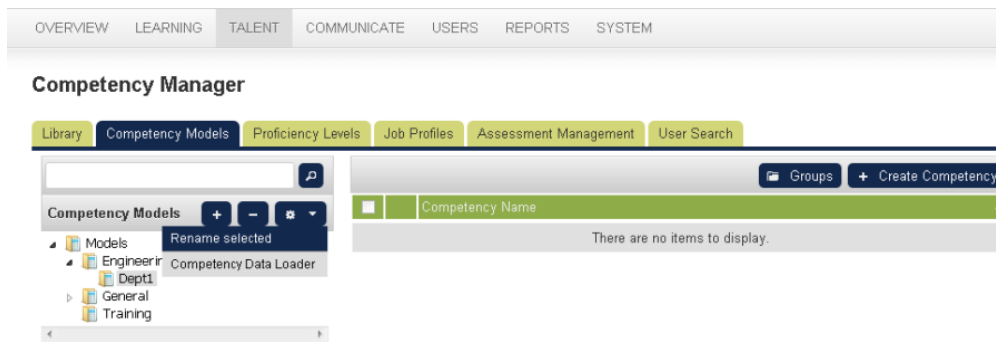 OVERVIEW LEARNING TALENT COMMUNICATE USERS REPORTS SYSTEM
Competency Manager
Library Competency Models Proficiency Levels Job Profiles Assessment Management User Search
Groups + Create Competency
Competency Models + −
Competency Name
There are no items to display.
Rename selected
Competency Data Loader
Models
Engineerin
Dept1
General
Training